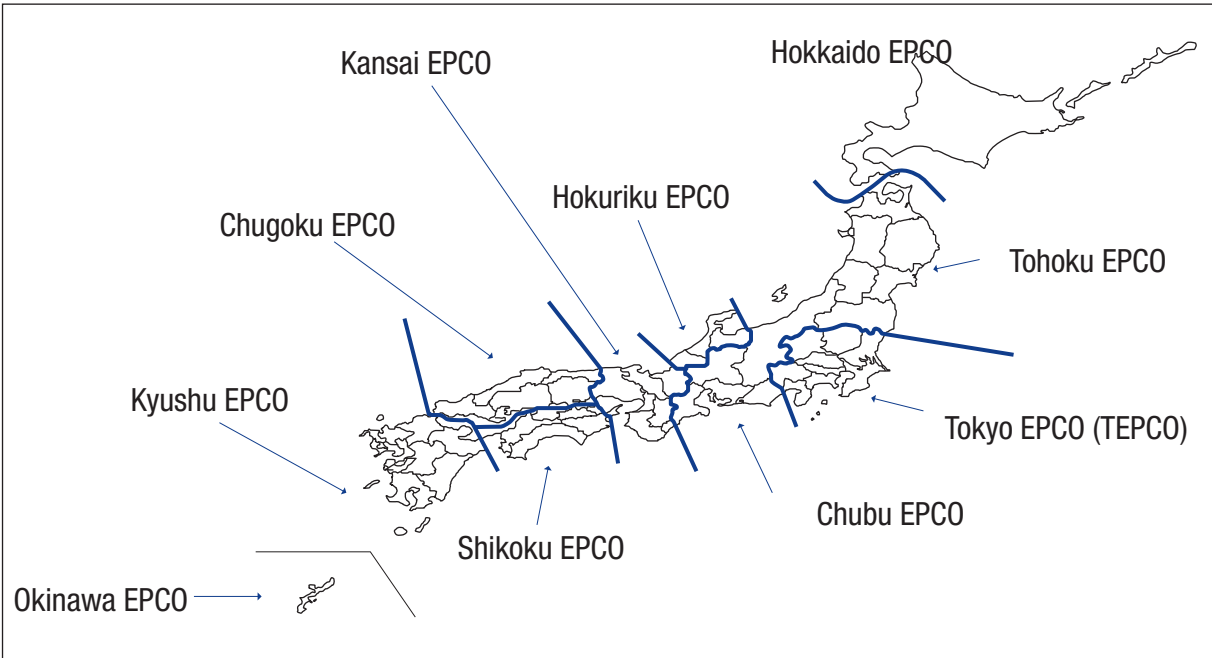 Hokkaido EPCO
Kansai EPCO
Hokuriku EPCO
Chugoku EPCO
Tohoku EPCO
Kyushu EPCO
Tokyo EPCO (TEPCO)
Chubu EPCO
Shikoku EPCO
Okinawa EPCO